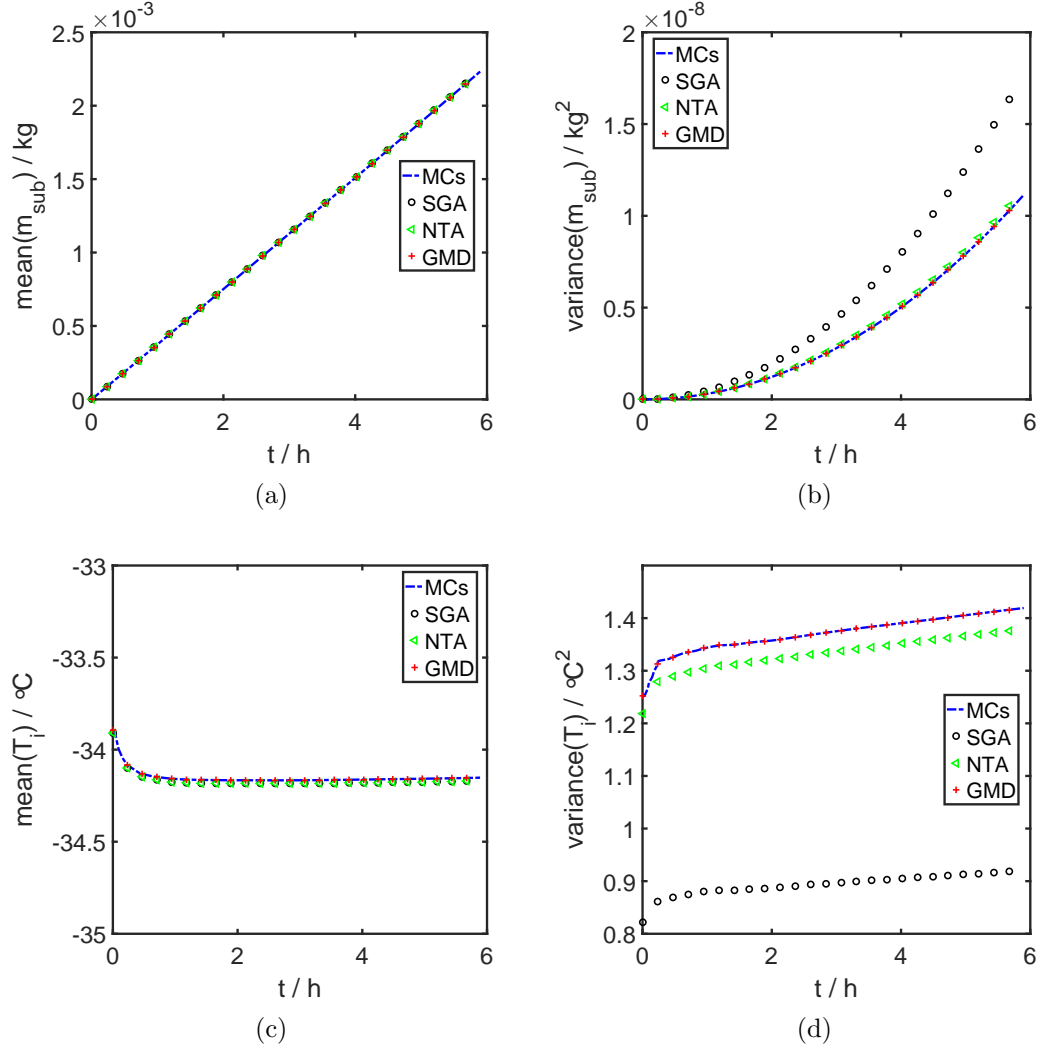 ×10-3
2.5
2
1.5
1
0.5
0
0 2 4 6
mean(m_sub) / kg
t / h
MCs
SGA
NTA
GMD
(a)
×10-8
2
1.5
1
0.5
0
0 2 4 6
variance(m_sub) / kg2
t / h
MCs
SGA
NTA
GMD
(b)
-33
-33.5
-34
-34.5
-35
0 2 4 6
mean(T_i) / °C
t / h
MCs
SGA
NTA
GMD
(c)
1.4
1.3
1.2
1.1
1
0.9
0.8
0 2 4 6
variance(T_i) / °C2
t / h
MCs
SGA
NTA
GMD
(d)